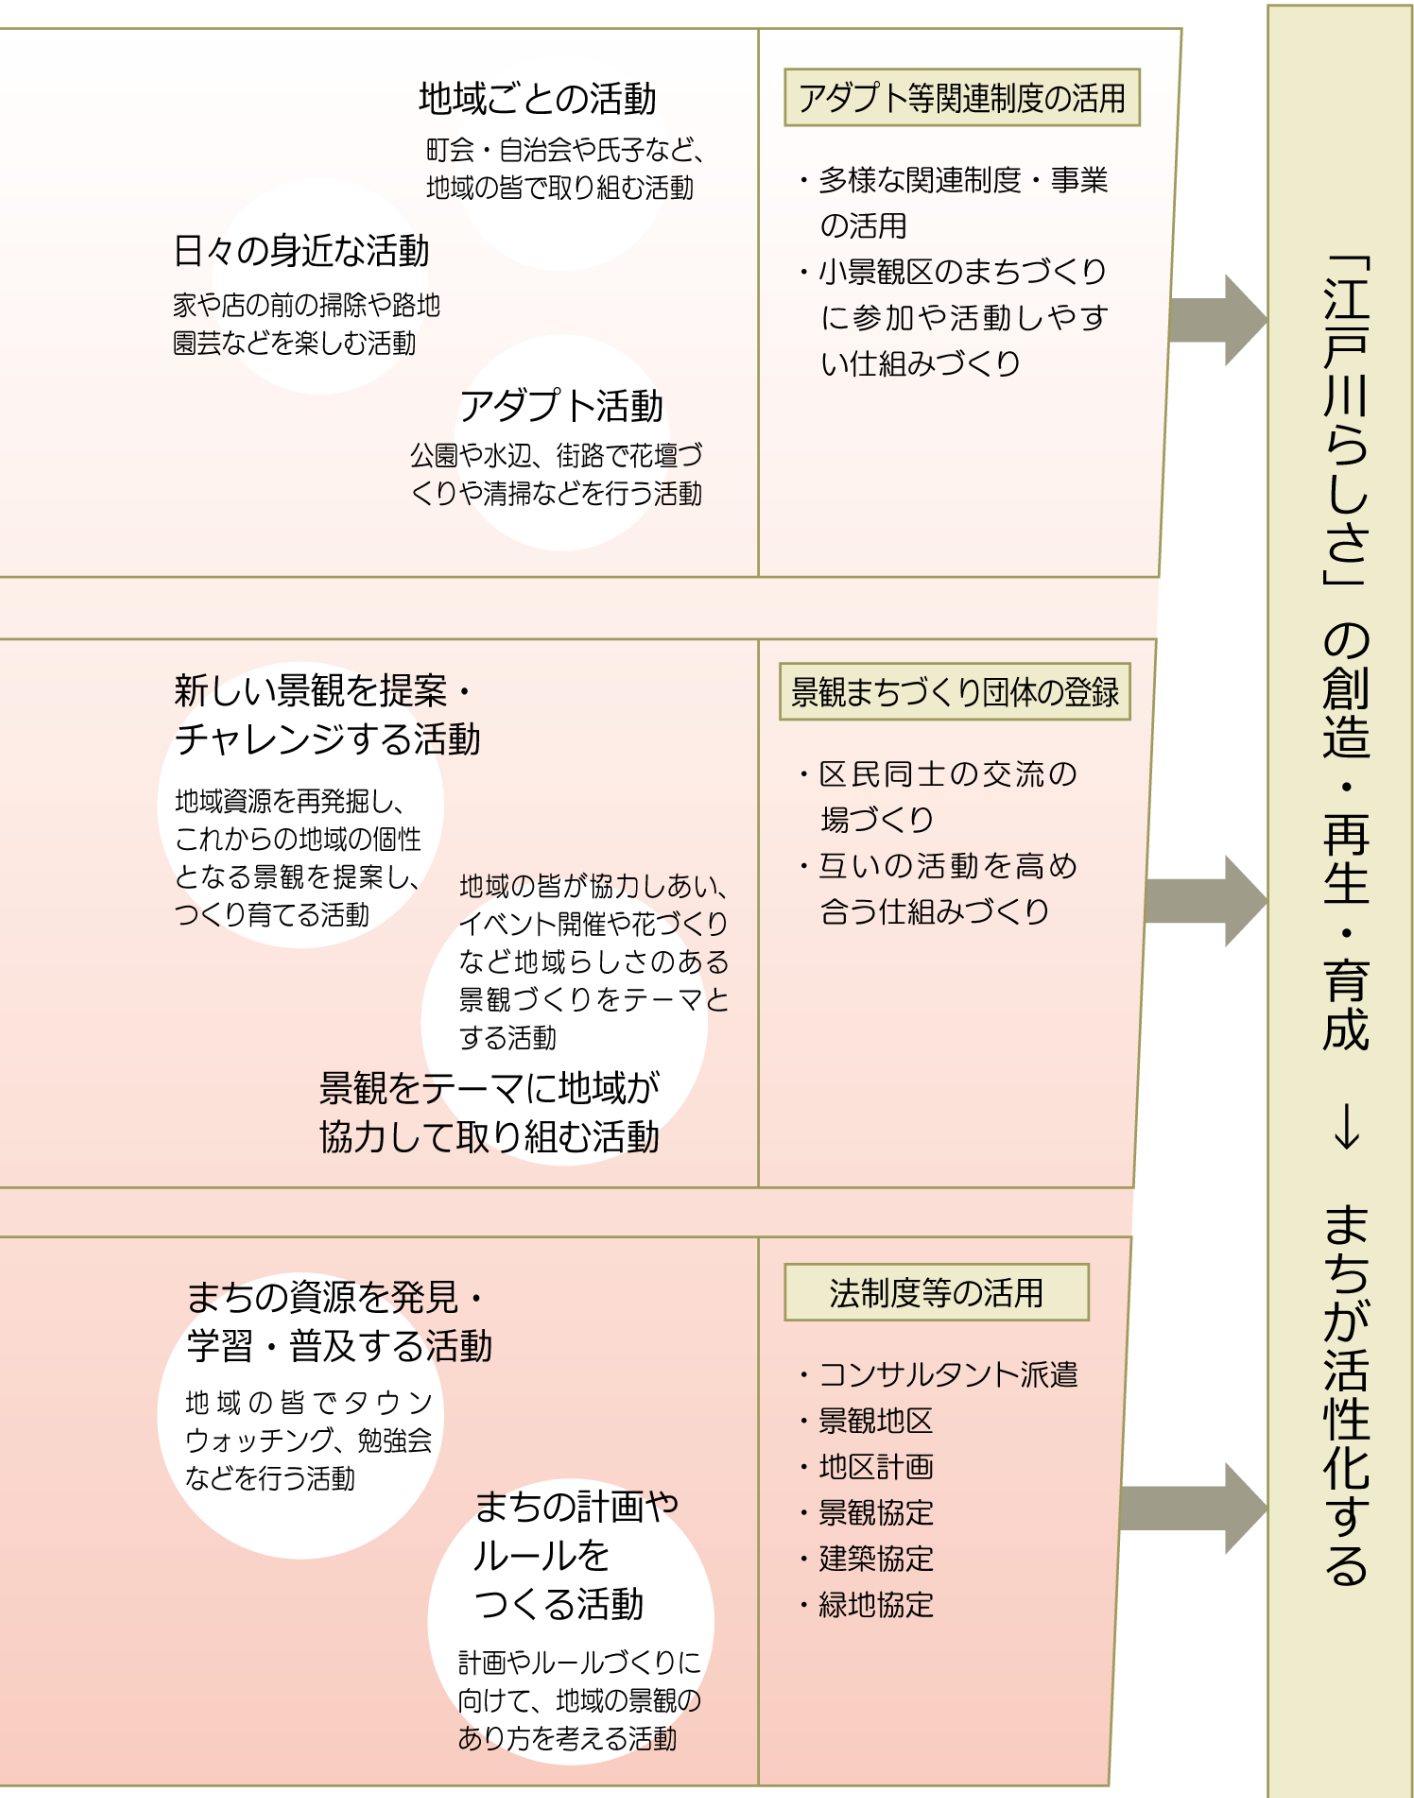 地域ごとの活動
町会・自治会や氏子など、
地域の皆で取り組む活動
日々の身近な活動
家や店の前の掃除や路地
園芸などを楽しむ活動
アダプト活動
公園や水辺、街路で花壇づ
くりや清掃などを行う活動
アダプト等関連制度の活用
・多様な関連制度・事業
の活用
・小景観区のまちづくり
に参加や活動しやす
い仕組みづくり
新しい景観を提案・
チャレンジする活動
地域資源を再発掘し、
これからの地域の個性
となる景観を提案し、
つくり育てる活動
地域の皆が協力しあい、
イベント開催や花づくり
など地域らしさのある
景観づくりをテーマと
する活動
景観をテーマに地域が
協力して取り組む活動
景観まちづくり団体の登録
・区民同士の交流の
場づくり
・互いの活動を高め
合う仕組みづくり
まちの資源を発見・
学習・普及する活動
地域の皆でタウン
ウォッチング、勉強会
などを行う活動
まちの計画や
ルールを
つくる活動
計画やルールづくりに
向けて、地域の景観の
あり方を考える活動
法制度等の活用
・コンサルタント派遣
・景観地区
・地区計画
・景観協定
・建築協定
・緑地協定
「江戸川らしさ」の創造・再生・育成 → まちが活性化する